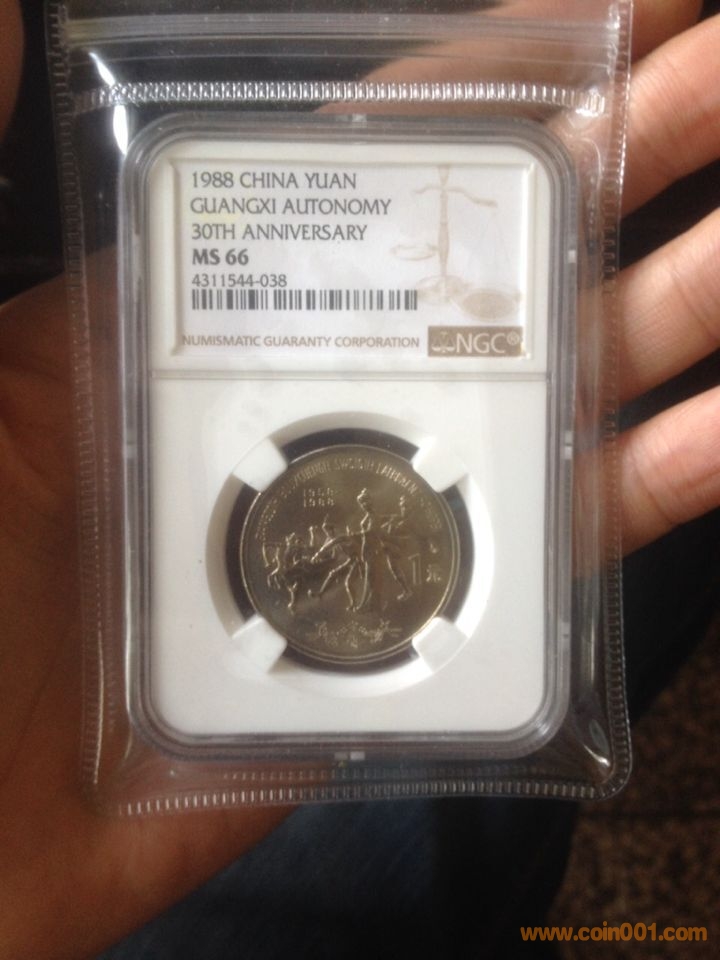 1988 CHINA YUAN
GUANGXI AUTONOMY
30TH ANNIVERSARY
MS 66
4311544-038
NUMISMATIC GUARANTY CORPORATION
NGC®
1958-
1988
1元
www.coin001.com